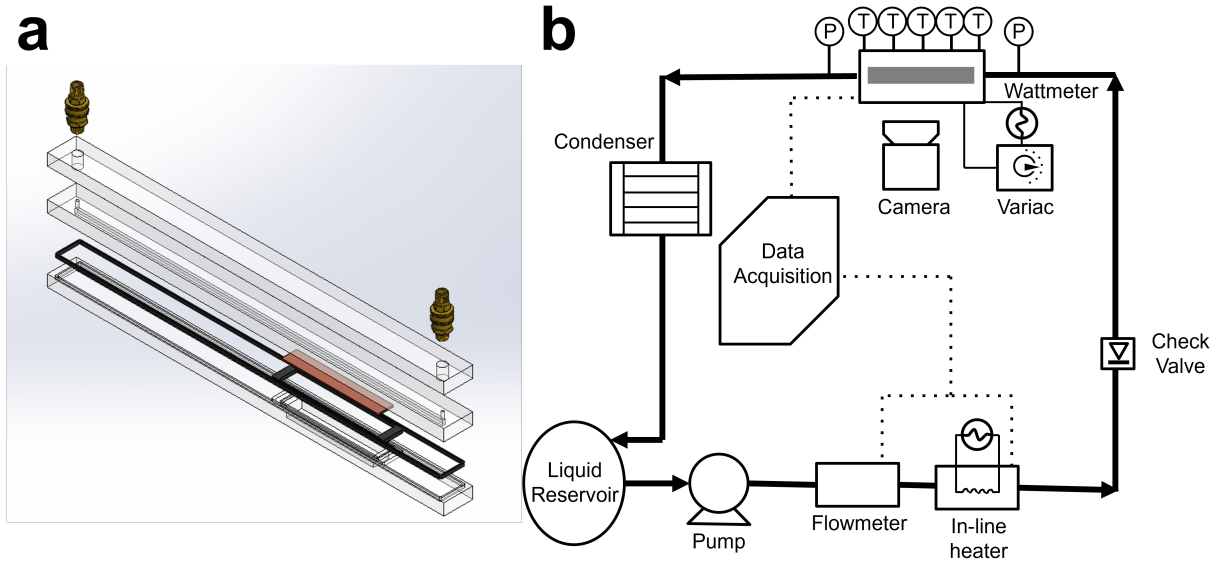 a
b
P
T
T
T
T
T
P
Wattmeter
Condenser
Camera
Variac
Data
Acquisition
Check
Valve
Liquid
Reservoir
Pump
Flowmeter
In-line
heater